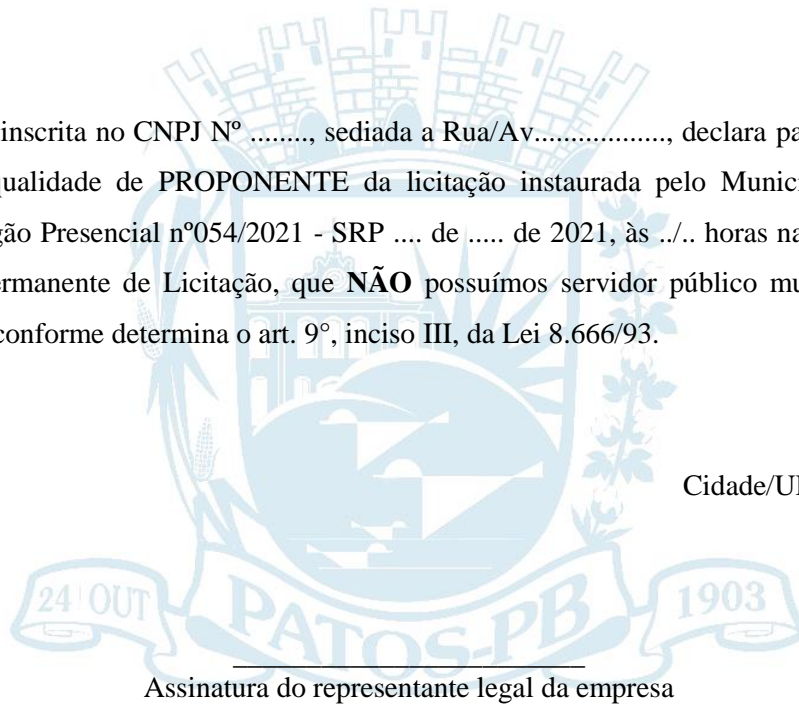 inscrita no CNPJ Nº ........, sediada a Rua/Av..................., declara pa
qualidade de PROPONENTE da licitação instaurada pelo Munici
gão Presencial nº054/2021 - SRP .... de ..... de 2021, às ../.. horas na
ermanente de Licitação, que NÃO possuímos servidor público mu
conforme determina o art. 9°, inciso III, da Lei 8.666/93.
Cidade/U
24 OUT
PATOS-PB
1903
Assinatura do representante legal da empresa